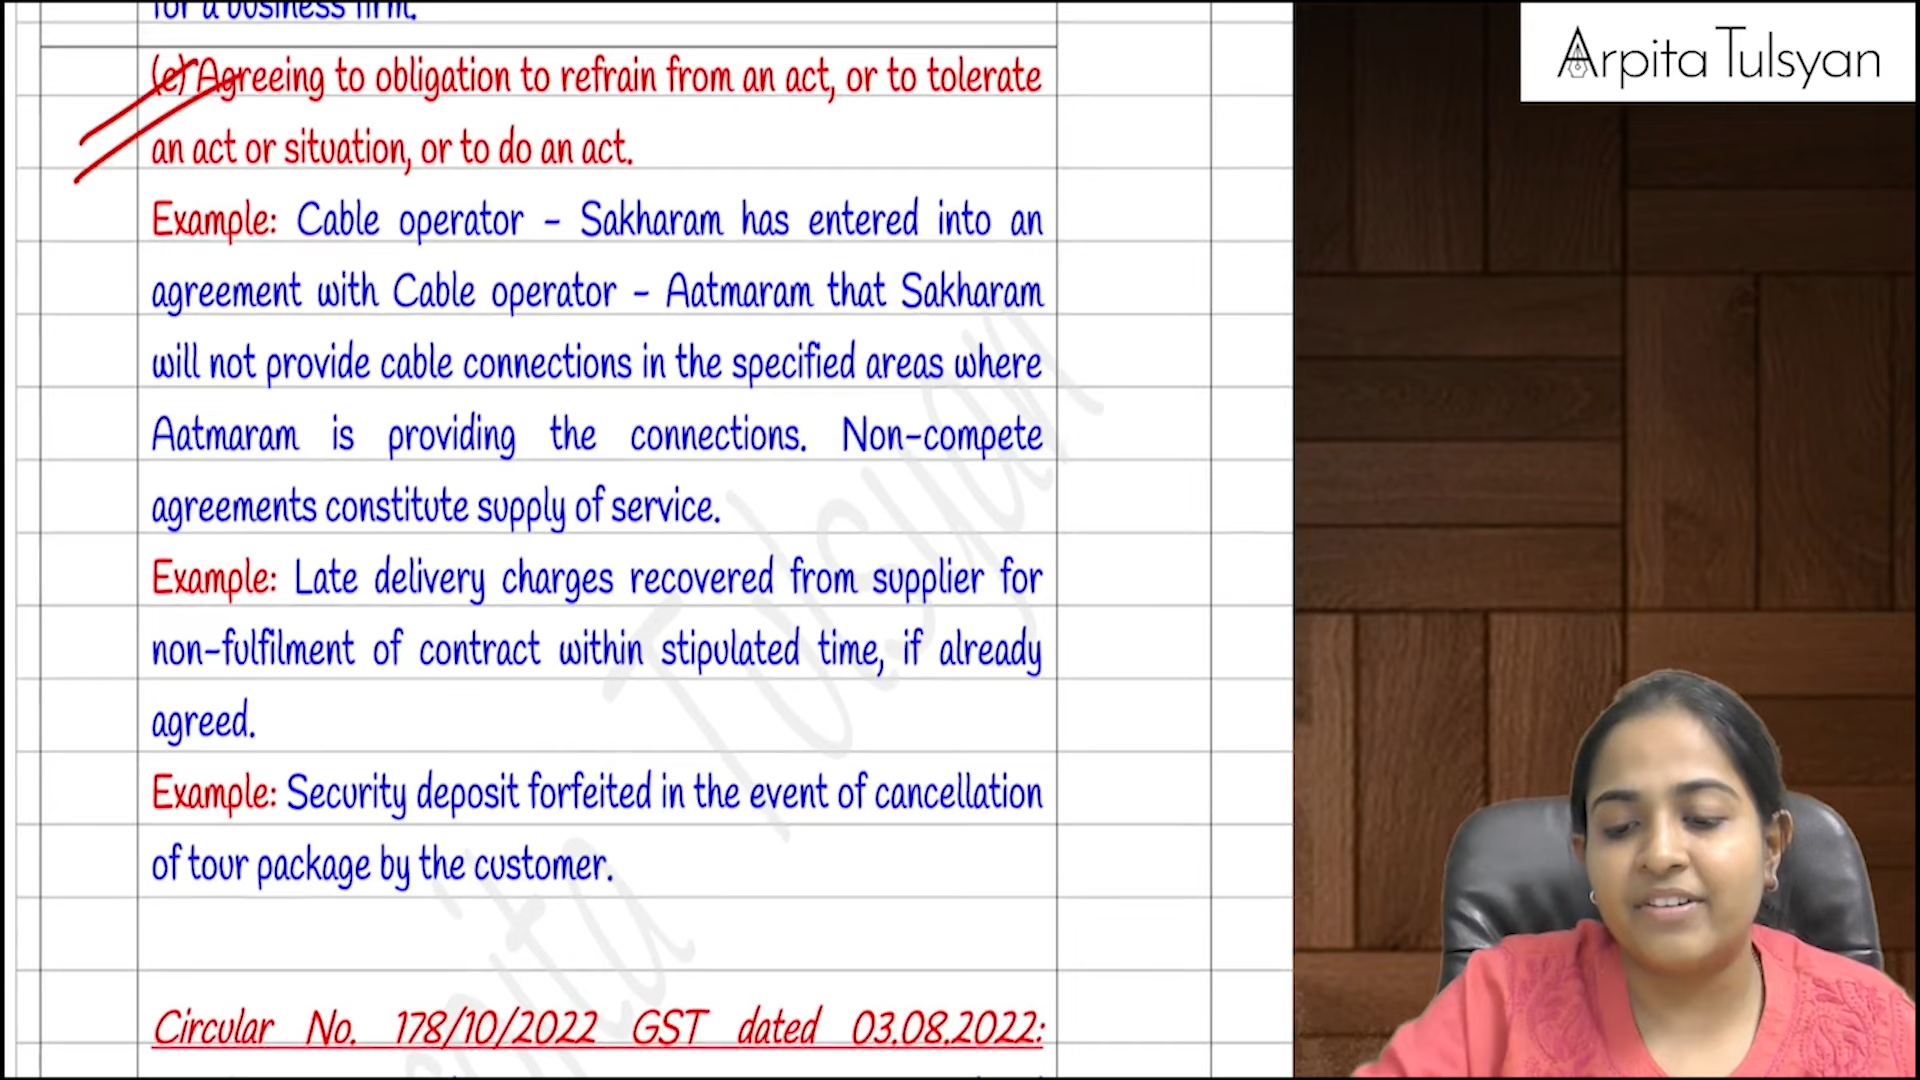 for a business firm.
Arpita Tulsyan
(e) Agreeing to obligation to refrain from an act, or to tolerate
an act or situation, or to do an act.
Example: Cable operator - Sakharam has entered into an
agreement with Cable operator - Aatmaram that Sakharam
will not provide cable connections in the specified areas where
Aatmaram is providing the connections. Non-compete
agreements constitute supply of service.
Example: Late delivery charges recovered from supplier for
non-fulfilment of contract within stipulated time, if already
agreed.
Example: Security deposit forfeited in the event of cancellation
of tour package by the customer.
Circular No. 178/10/2022 GST dated 03.08.2022:
Arpita Tulsyan